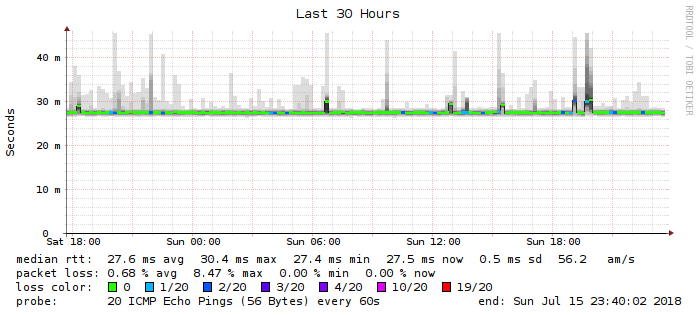 Last 30 Hours
RRDTOOL / TOBI OETIKER
Seconds
40 m
30 m
20 m
10 m
0
Sat 18:00 Sun 00:00 Sun 06:00 Sun 12:00 Sun 18:00
median rtt: 27.6 ms avg 30.4 ms max 27.4 ms min 27.5 ms now 0.5 ms sd 56.2 am/s
packet loss: 0.68 % avg 8.47 % max 0.00 % min 0.00 % now
loss color: 0 1/20 2/20 3/20 4/20 10/20 19/20
probe: 20 ICMP Echo Pings (56 Bytes) every 60s end: Sun Jul 15 23:40:02 2018